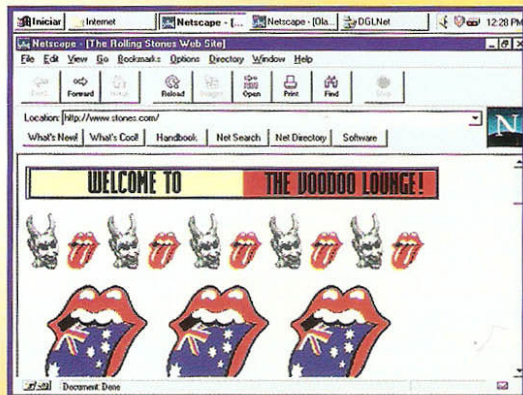 Iniciar Internet Netscape - [... Netscape - [Ola... DGLNet 12:28 PM
Netscape - [The Rolling Stones Web Site]
File Edit View Go Bookmarks Options Directory Window Help
Back Forward Home Reload Images Open Print Find Stop
Location: http://www.stones.com/
N
What's New! What's Cool! Handbook Net Search Net Directory Software
WELCOME TO THE VOODOO LOUNGE!
Document: Done